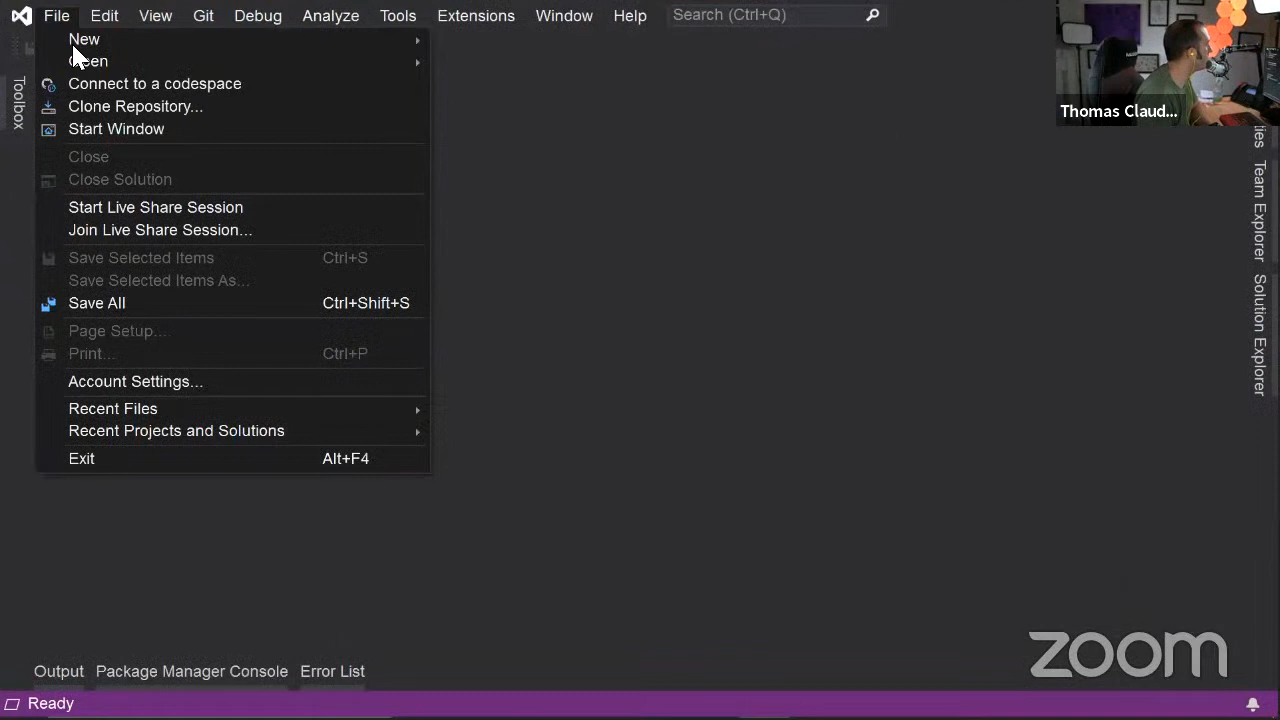 File Edit View Git Debug Analyze Tools Extensions Window Help Search (Ctrl+Q)
New
Open
Connect to a codespace
Clone Repository...
Start Window
Close
Close Solution
Start Live Share Session
Join Live Share Session...
Save Selected Items Ctrl+S
Save Selected Items As...
Save All Ctrl+Shift+S
Page Setup...
Print... Ctrl+P
Account Settings...
Recent Files
Recent Projects and Solutions
Exit Alt+F4
Toolbox
Thomas Claud...
Team Explorer
Solution Explorer
Output Package Manager Console Error List
zoom
Ready